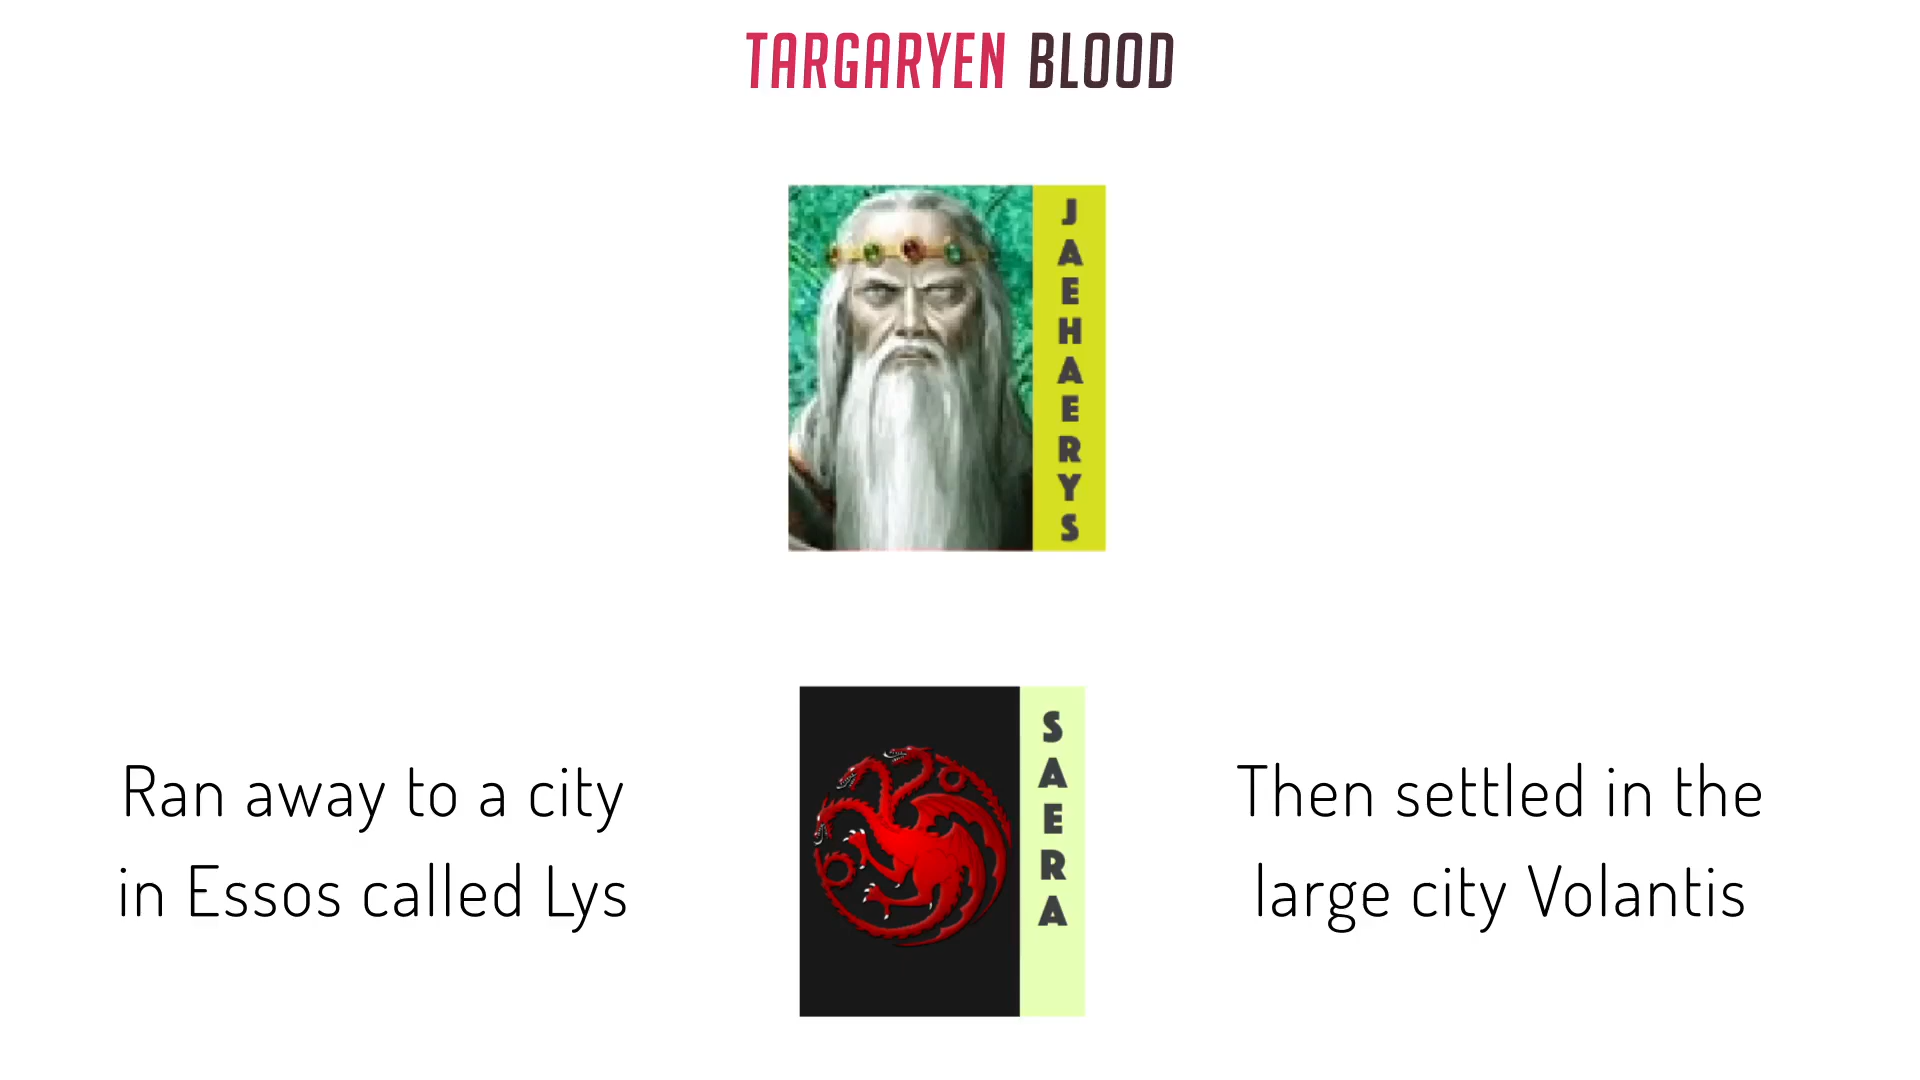 TARGARYEN BLOOD
JAEHAERYS
SAERA
Ran away to a city
in Essos called Lys
Then settled in the
large city Volantis